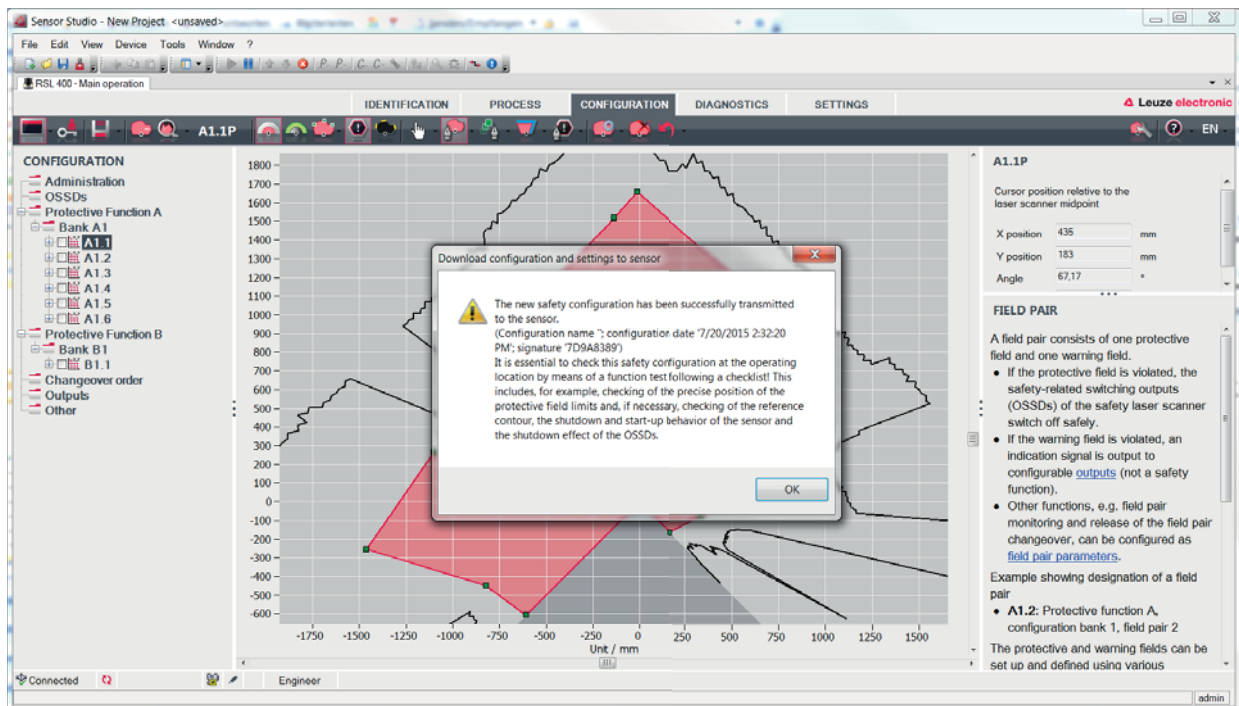 Sensor Studio - New Project <unsaved>
File Edit View Device Tools Window ?
RSL 400 - Main operation
IDENTIFICATION PROCESS CONFIGURATION DIAGNOSTICS SETTINGS
Leuze electronic
A1.1P
EN
CONFIGURATION
Administration
OSSDs
Protective Function A
Bank A1
A1.1
A1.2
A1.3
A1.4
A1.5
A1.6
Protective Function B
Bank B1
B1.1
Changeover order
Outputs
Other
1800
1700
1600
1500
1400
1300
1200
1100
1000
900
800
700
600
500
400
300
200
100
0
-100
-200
-300
-400
-500
-600
-1750 -1500 -1250 -1000 -750 -500 -250 0 250 500 750 1000 1250 1500
Unit / mm
Download configuration and settings to sensor
The new safety configuration has been successfully transmitted
to the sensor.
(Configuration name ''; configuration date '7/20/2015 2:32:20
PM'; signature '7D9A8389')
It is essential to check this safety configuration at the operating
location by means of a function test following a checklist! This
includes, for example, checking of the precise position of the
protective field limits and, if necessary, checking of the reference
contour, the shutdown and start-up behavior of the sensor and
the shutdown effect of the OSSDs.
OK
A1.1P
Cursor position relative to the
laser scanner midpoint
X position 435 mm
Y position 183 mm
Angle 67,17 °
FIELD PAIR
A field pair consists of one protective
field and one warning field.
• If the protective field is violated, the
safety-related switching outputs
(OSSDs) of the safety laser scanner
switch off safely.
• If the warning field is violated, an
indication signal is output to
configurable outputs (not a safety
function).
• Other functions, e.g. field pair
monitoring and release of the field pair
changeover, can be configured as
field pair parameters.
Example showing designation of a field
pair
• A1.2: Protective function A,
configuration bank 1, field pair 2
The protective and warning fields can be
set up and defined using various
Connected
Engineer
admin